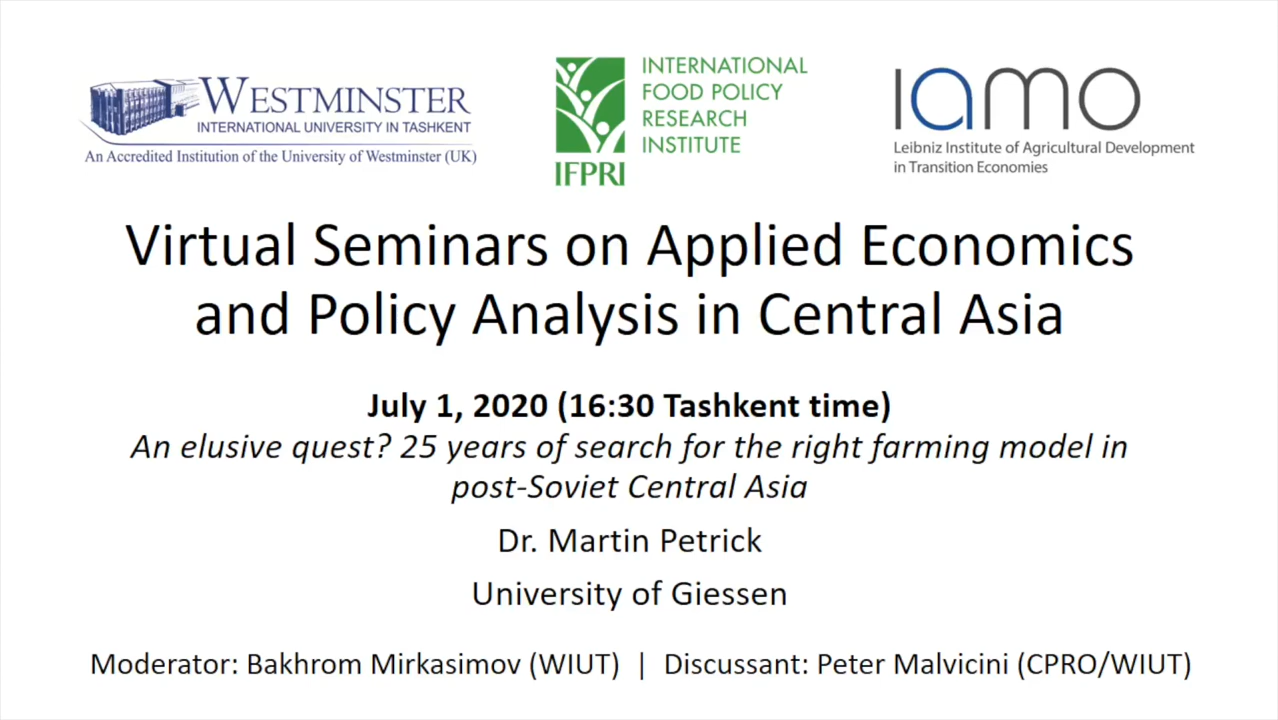 WESTMINSTER
INTERNATIONAL UNIVERSITY IN TASHKENT
An Accredited Institution of the University of Westminster (UK)
INTERNATIONAL
FOOD POLICY
RESEARCH
INSTITUTE
IFPRI
iamo
Leibniz Institute of Agricultural Development
in Transition Economies
Virtual Seminars on Applied Economics
and Policy Analysis in Central Asia
July 1, 2020 (16:30 Tashkent time)
An elusive quest? 25 years of search for the right farming model in
post-Soviet Central Asia
Dr. Martin Petrick
University of Giessen
Moderator: Bakhrom Mirkasimov (WIUT) | Discussant: Peter Malvicini (CPRO/WIUT)